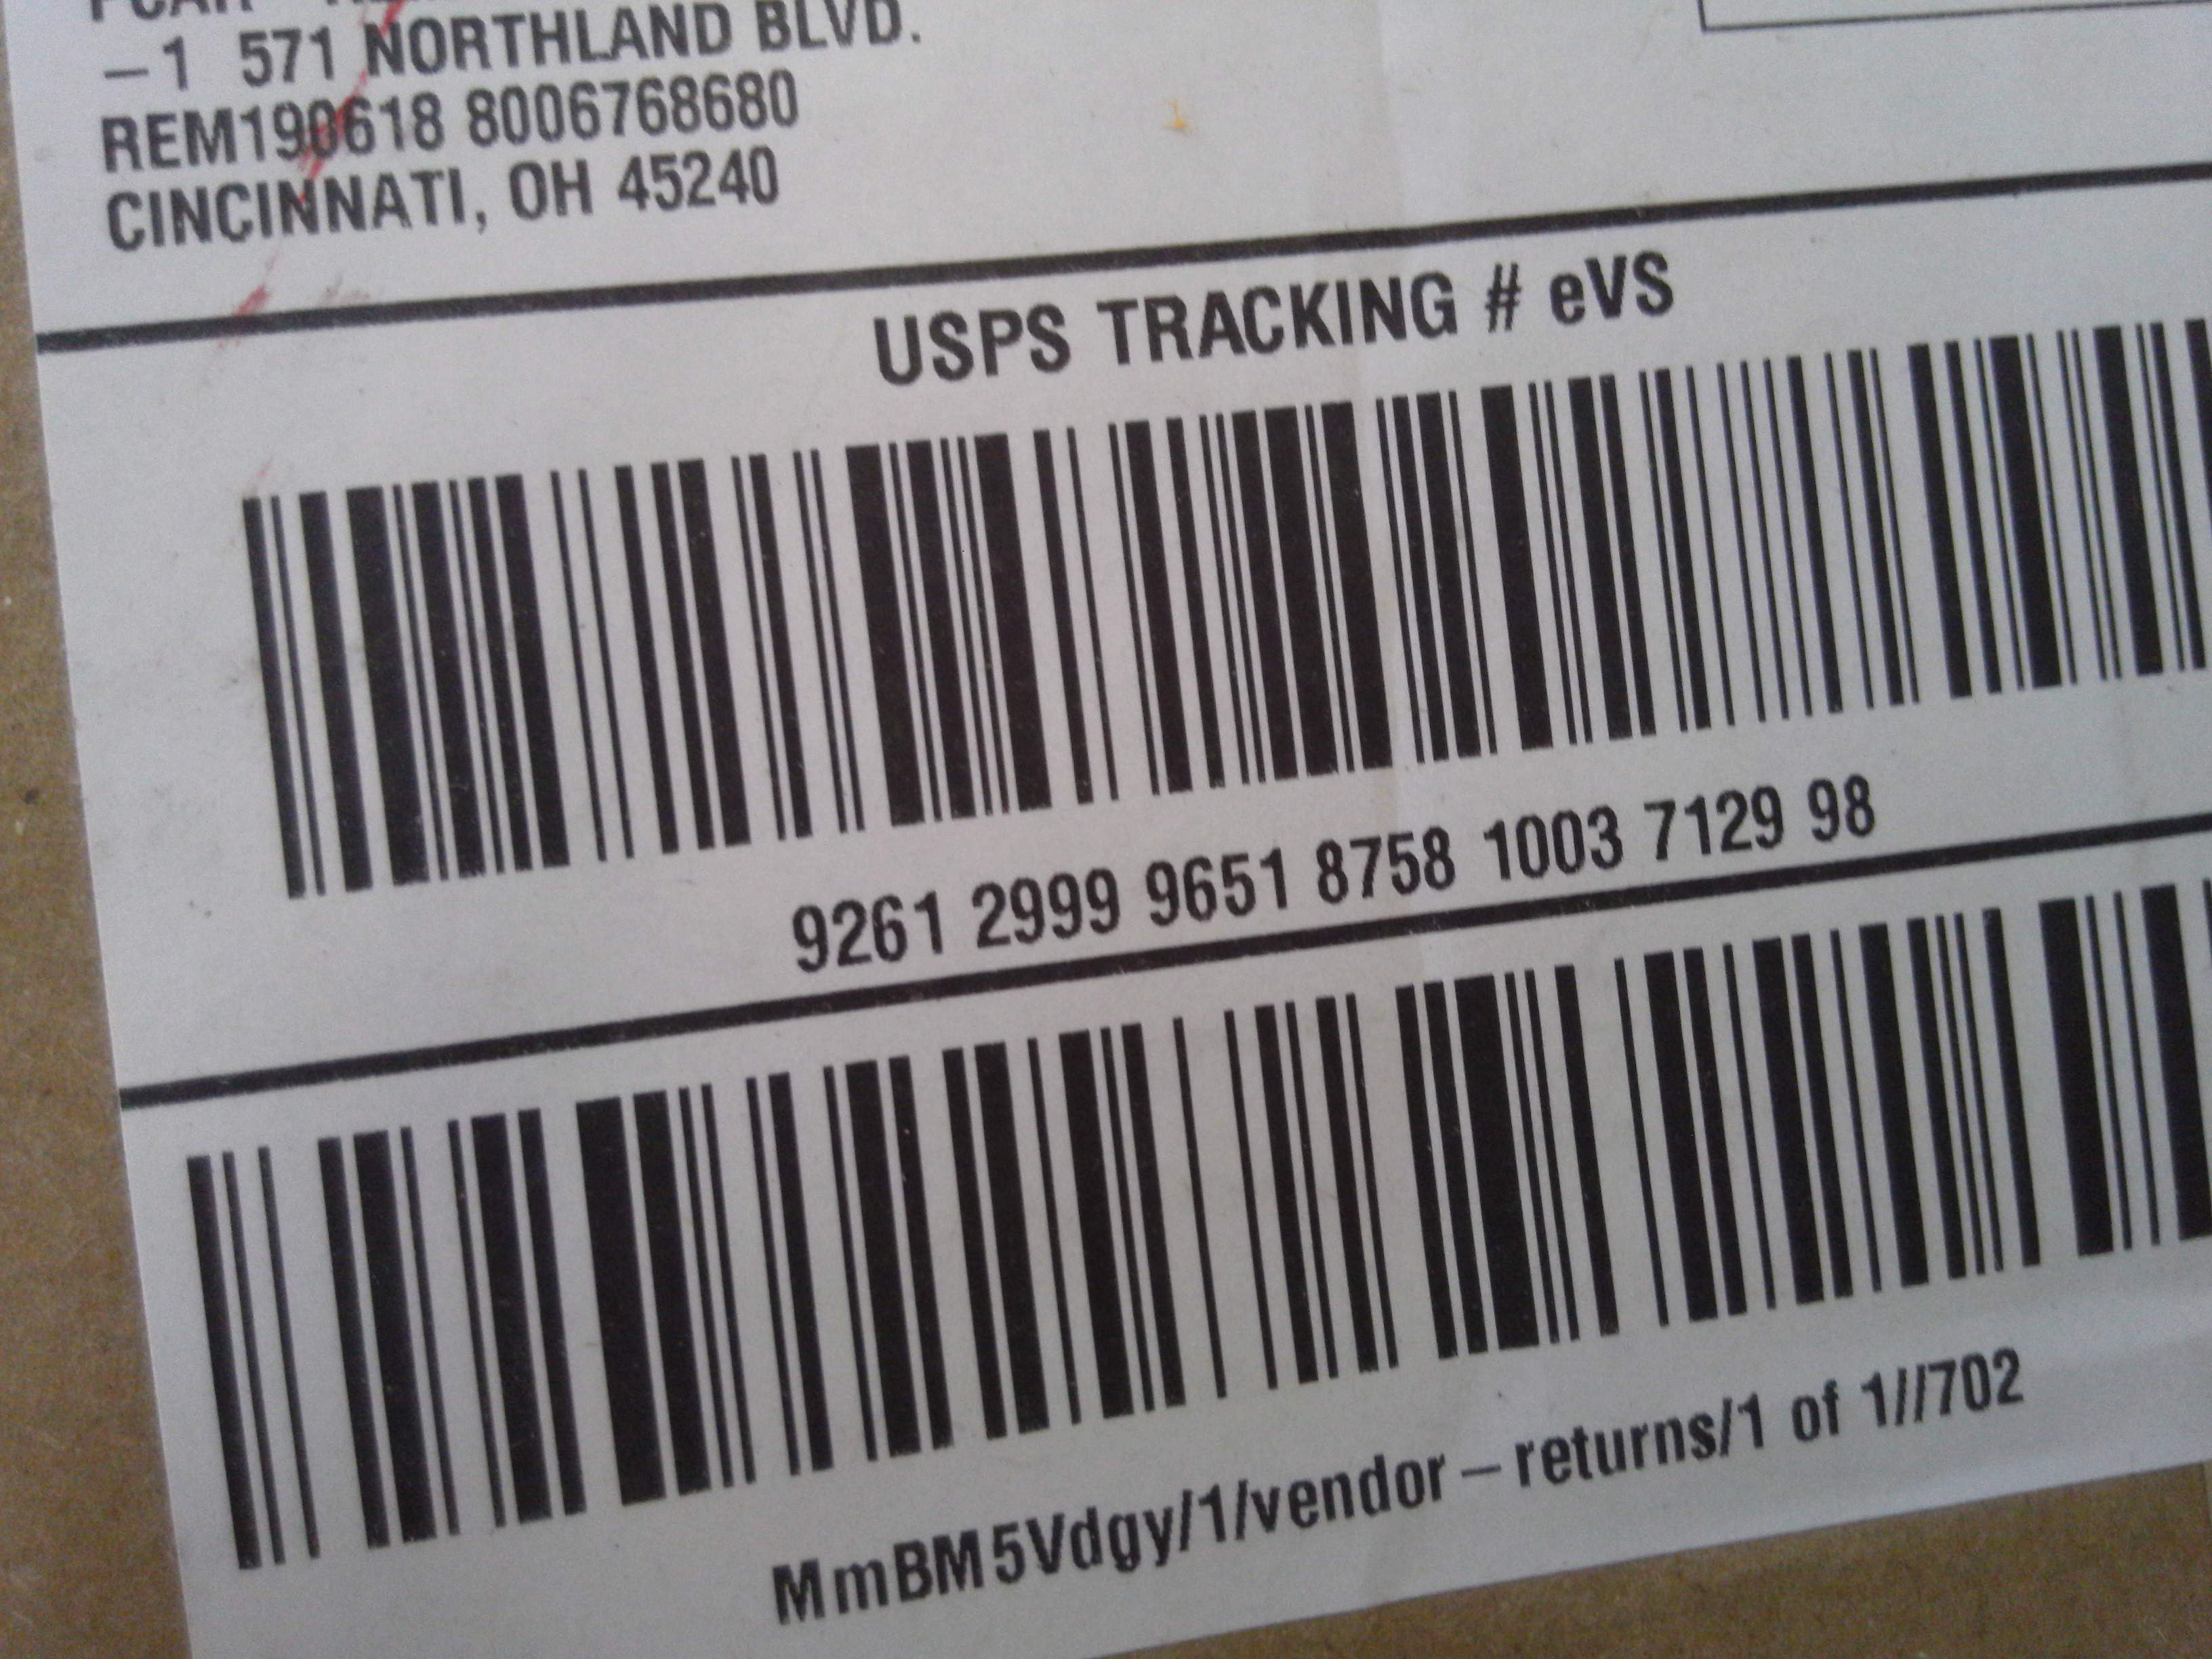 –1 571 NORTHLAND BLVD.
REM190618 8006768680
CINCINNATI, OH 45240
USPS TRACKING # eVS
9261 2999 9651 8758 1003 7129 98
MmBM5Vdgy/1/vendor–returns/1 of 1//702